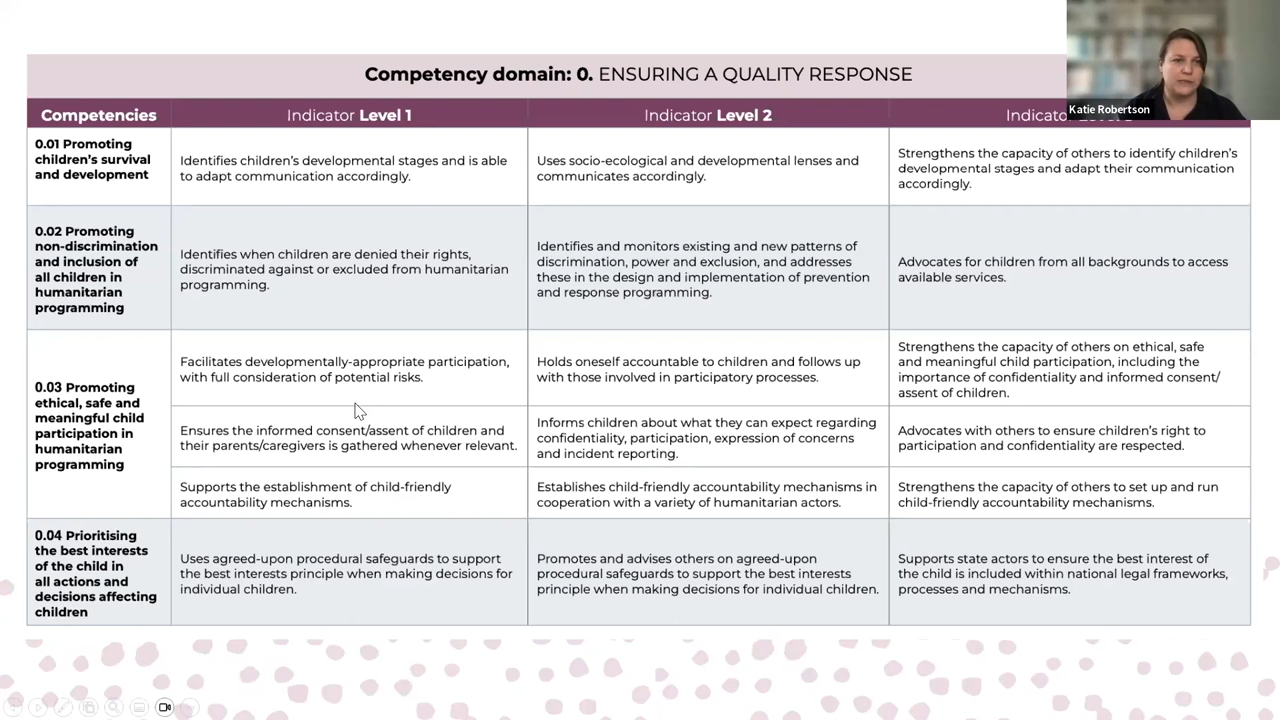 Competency domain: 0. ENSURING A QUALITY RESPONSE
Katie Robertson
Competencies
Indicator Level 1
Indicator Level 2
0.01 Promoting
children's survival
and development
Identifies children's developmental stages and is able
to adapt communication accordingly.
Uses socio-ecological and developmental lenses and
communicates accordingly.
Strengthens the capacity of others to identify children's
developmental stages and adapt their communication
accordingly.
0.02 Promoting
non-discrimination
and inclusion of
all children in
humanitarian
programming
Identifies when children are denied their rights,
discriminated against or excluded from humanitarian
programming.
Identifies and monitors existing and new patterns of
discrimination, power and exclusion, and addresses
these in the design and implementation of prevention
and response programming.
Advocates for children from all backgrounds to access
available services.
0.03 Promoting
ethical, safe and
meaningful child
participation in
humanitarian
programming
Facilitates developmentally-appropriate participation,
with full consideration of potential risks.
Holds oneself accountable to children and follows up
with those involved in participatory processes.
Strengthens the capacity of others on ethical, safe
and meaningful child participation, including the
importance of confidentiality and informed consent/
assent of children.
Ensures the informed consent/assent of children and
their parents/caregivers is gathered whenever relevant.
Informs children about what they can expect regarding
confidentiality, participation, expression of concerns
and incident reporting.
Advocates with others to ensure children's right to
participation and confidentiality are respected.
Supports the establishment of child-friendly
accountability mechanisms.
Establishes child-friendly accountability mechanisms in
cooperation with a variety of humanitarian actors.
Strengthens the capacity of others to set up and run
child-friendly accountability mechanisms.
0.04 Prioritising
the best interests
of the child in
all actions and
decisions affecting
children
Uses agreed-upon procedural safeguards to support
the best interests principle when making decisions for
individual children.
Promotes and advises others on agreed-upon
procedural safeguards to support the best interests
principle when making decisions for individual children.
Supports state actors to ensure the best interest of
the child is included within national legal frameworks,
processes and mechanisms.